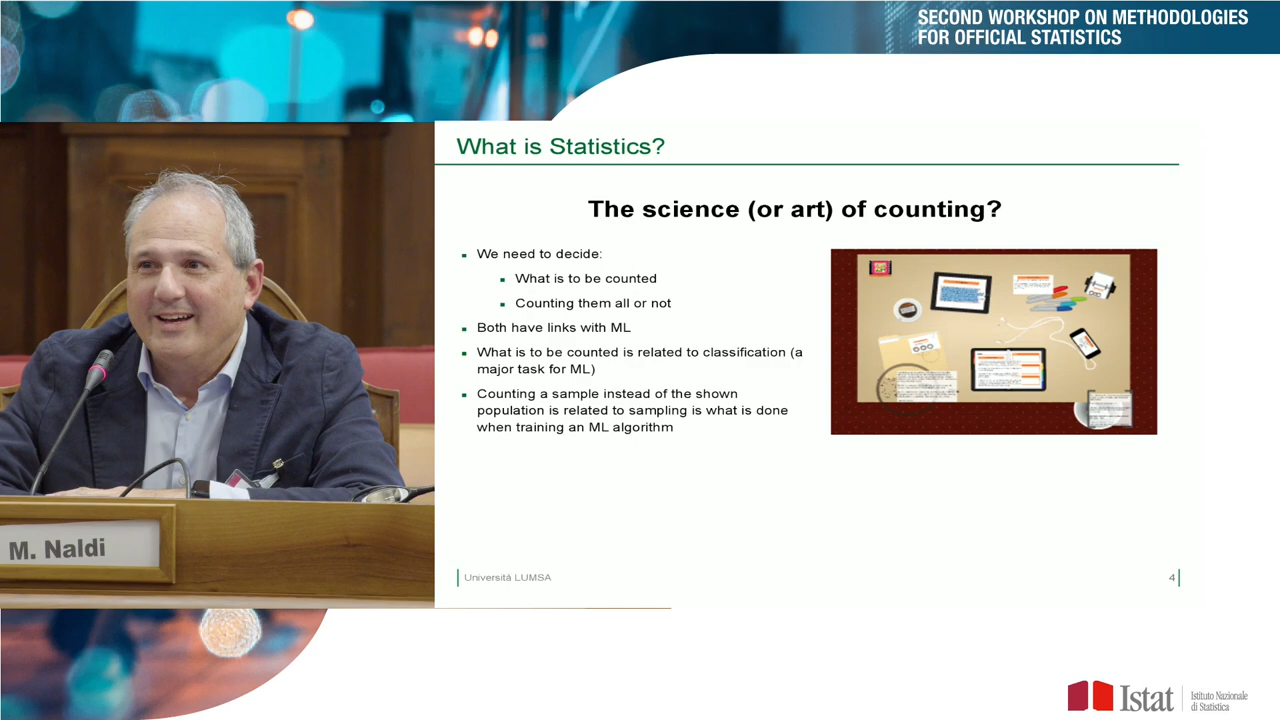 SECOND WORKSHOP ON METHODOLOGIES
FOR OFFICIAL STATISTICS
What is Statistics?
The science (or art) of counting?
We need to decide:
What is to be counted
Counting them all or not
Both have links with ML
What is to be counted is related to classification (a
major task for ML)
Counting a sample instead of the shown
population is related to sampling is what is done
when training an ML algorithm
M. Naldi
Università LUMSA
4
Istat
Istituto Nazionale
di Statistica